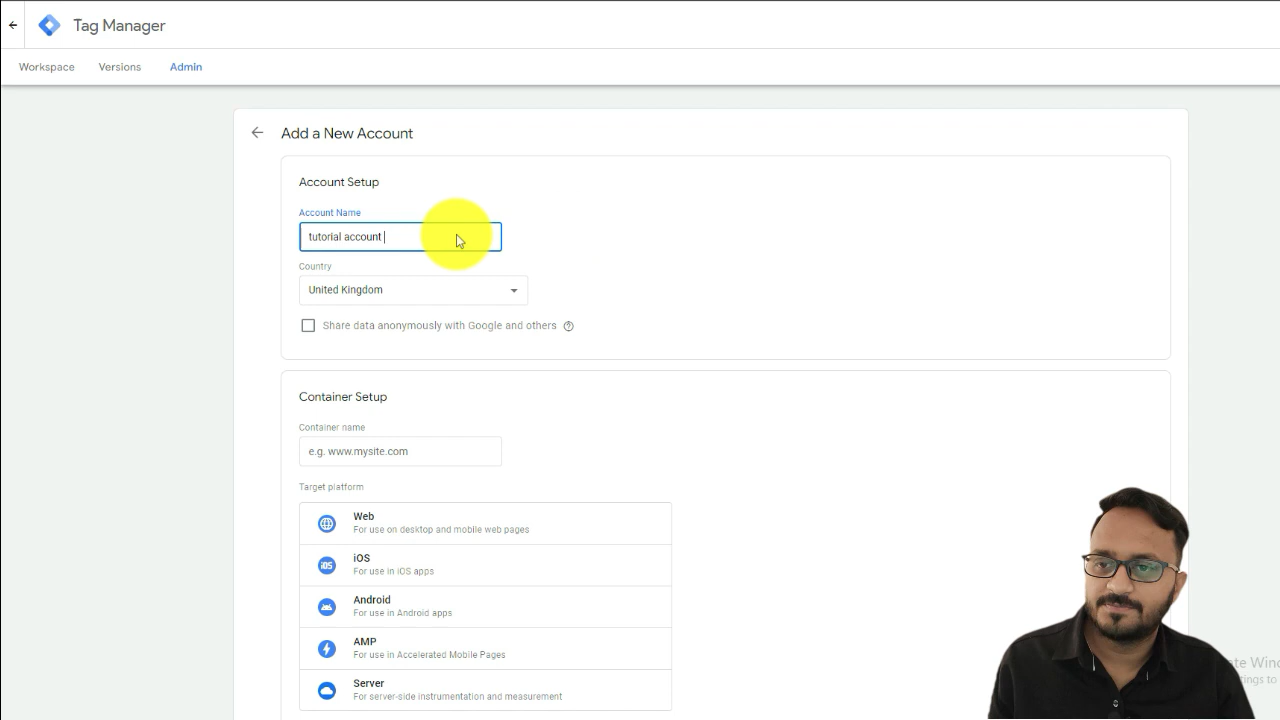 Tag Manager
Workspace Versions Admin
Add a New Account
Account Setup
Account Name
tutorial account
Country
United Kingdom
Share data anonymously with Google and others
Container Setup
Container name
e.g. www.mysite.com
Target platform
Web
For use on desktop and mobile web pages
iOS
iOS
For use in iOS apps
Android
For use in Android apps
AMP
For use in Accelerated Mobile Pages
Server
For server-side instrumentation and measurement